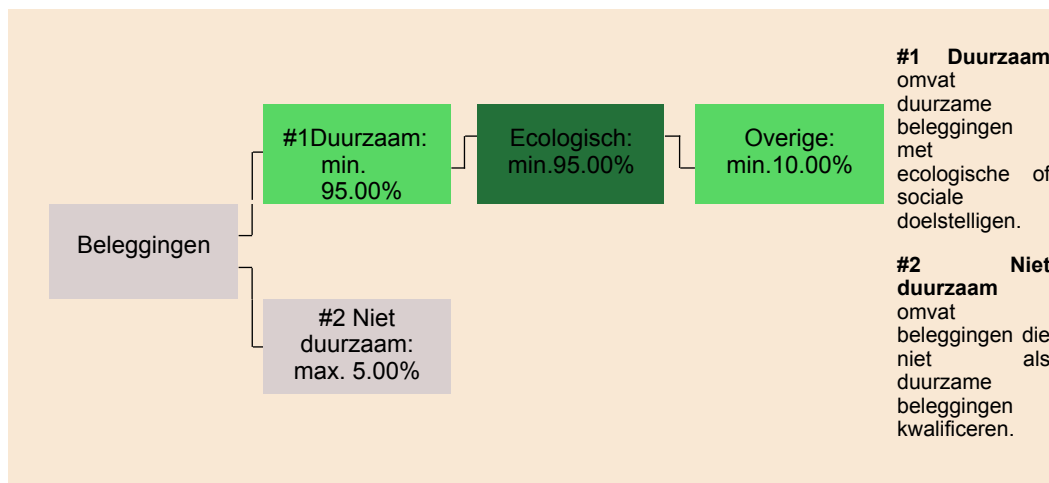 Beleggingen
#1Duurzaam:
min.
95.00%
Ecologisch:
min.95.00%
Overige:
min.10.00%
#2 Niet
duurzaam:
max. 5.00%
#1 Duurzaam
omvat
duurzame
beleggingen
met
ecologische of
sociale
doelstelligen.
#2 Niet
duurzaam
omvat
beleggingen die
niet als
duurzame
beleggingen
kwalificeren.